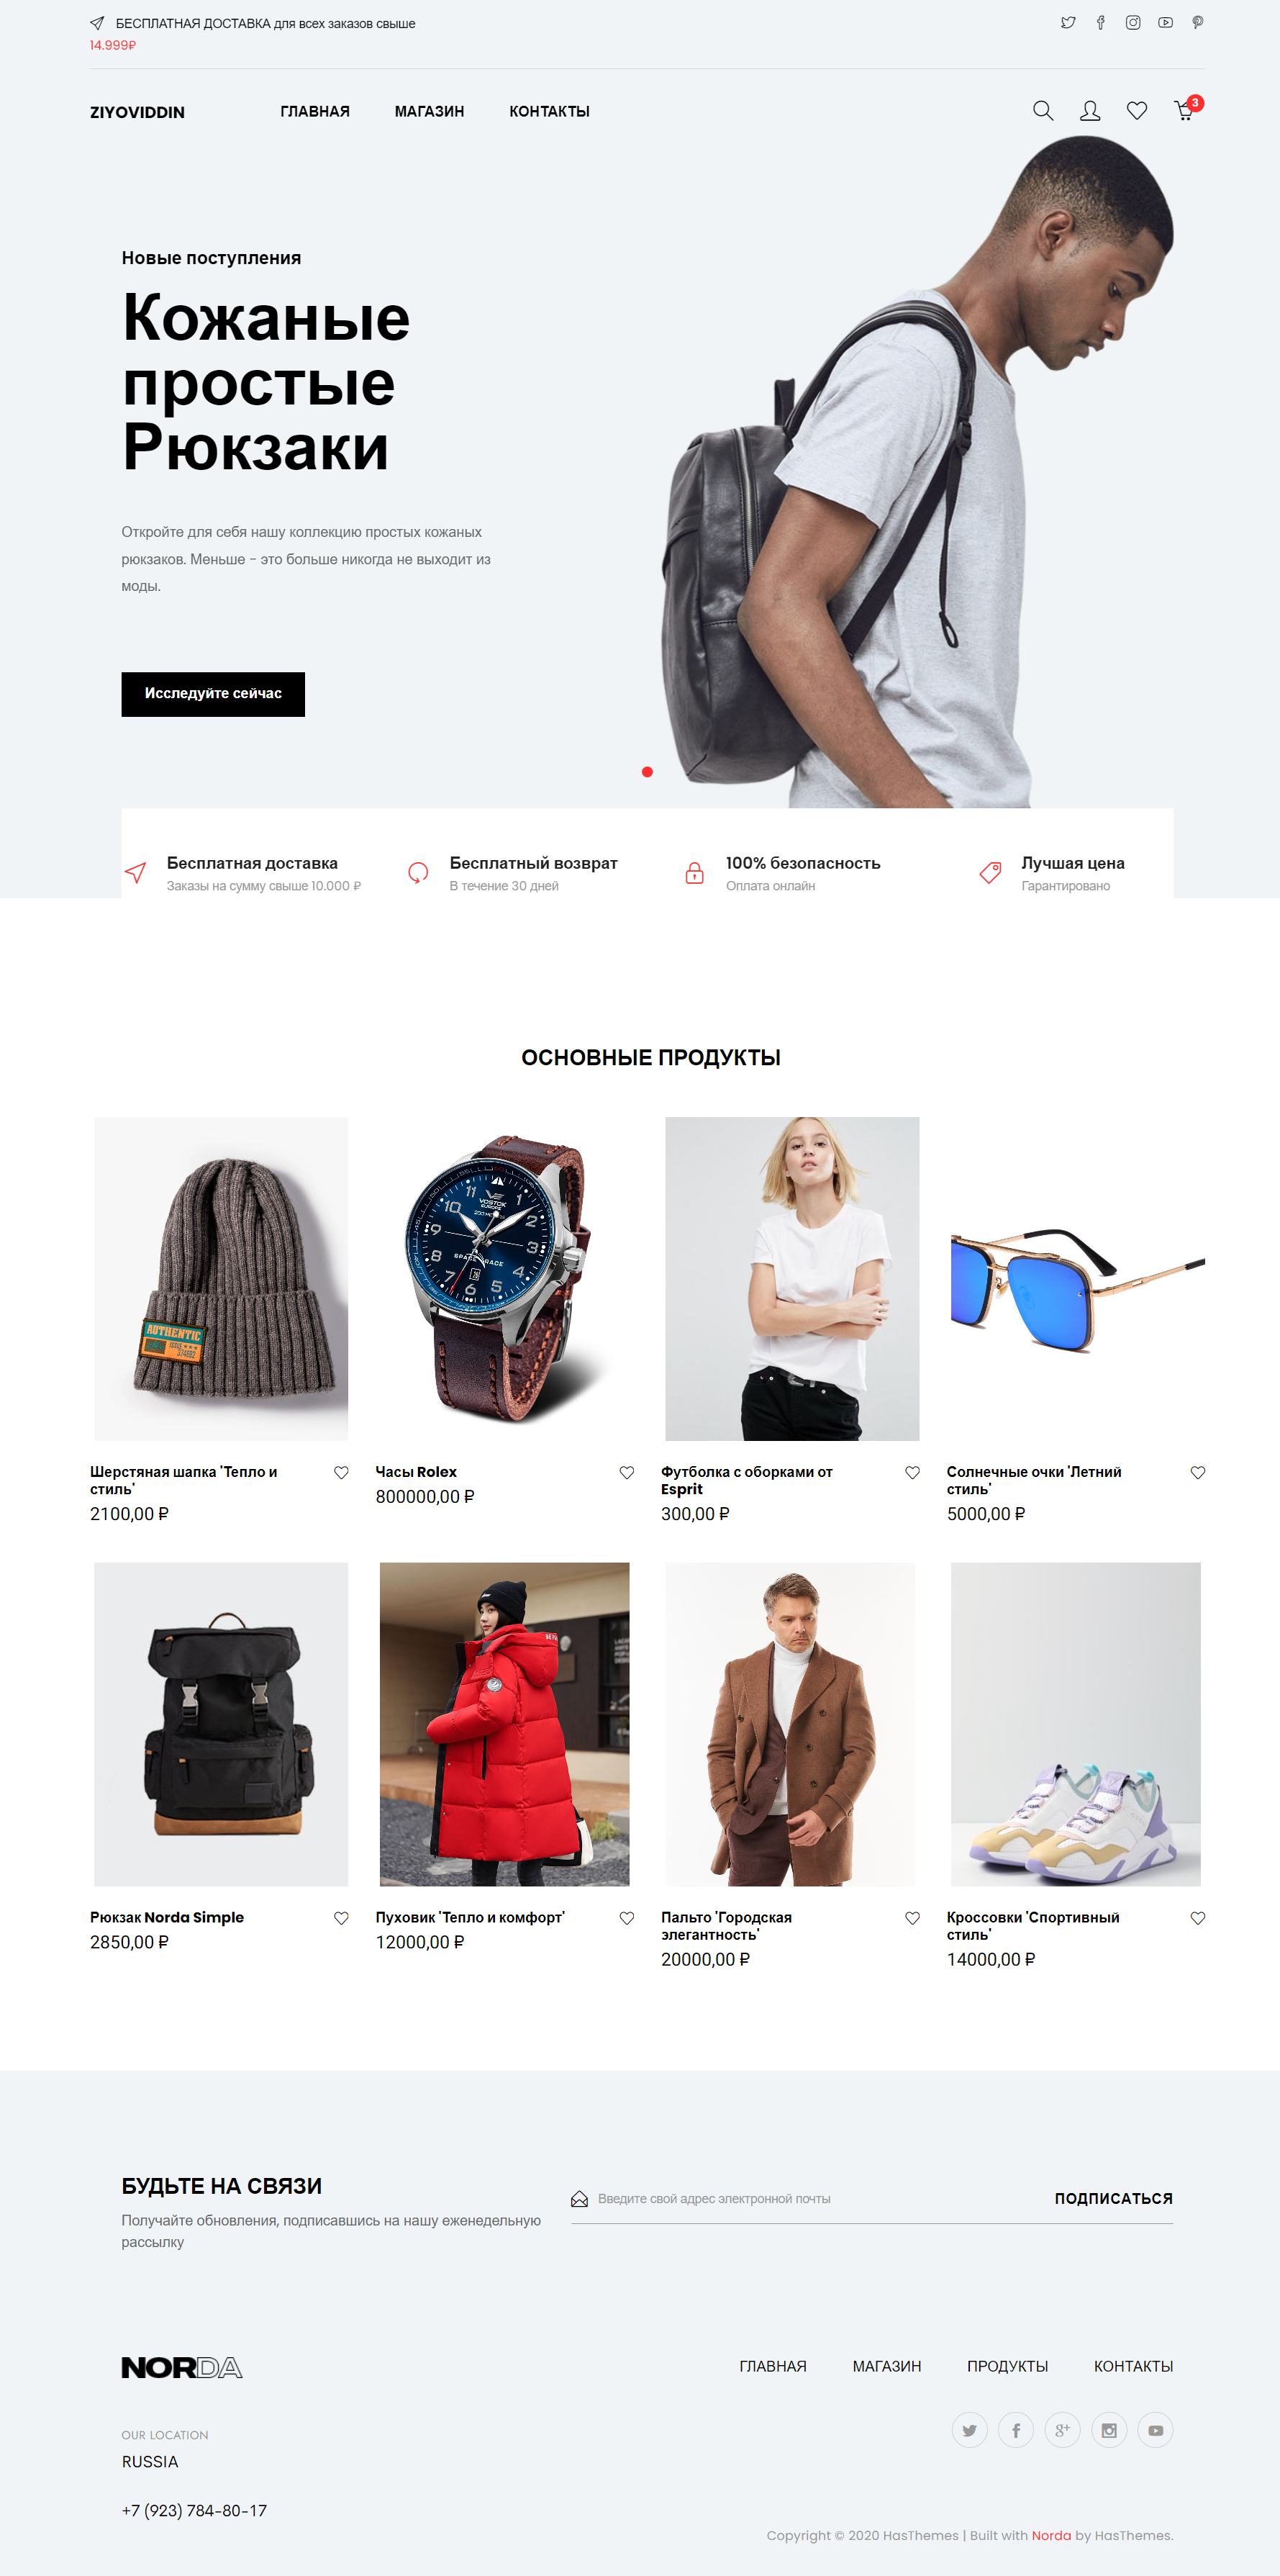 БЕСПЛАТНАЯ ДОСТАВКА для всех заказов свыше
14.999₽
ZIYOVIDDIN
ГЛАВНАЯ
МАГАЗИН
КОНТАКТЫ
3
Новые поступления
Кожаные
простые
Рюкзаки
Откройте для себя нашу коллекцию простых кожаных
рюкзаков. Меньше – это больше никогда не выходит из
моды.
Исследуйте сейчас
Бесплатная доставка
Заказы на сумму свыше 10.000 ₽
Бесплатный возврат
В течение 30 дней
100% безопасность
Оплата онлайн
Лучшая цена
Гарантировано
ОСНОВНЫЕ ПРОДУКТЫ
AUTHENTIC
VOSTOK
EUROPE
SPACE RACE
Шерстяная шапка 'Тепло и
стиль'
2100,00 ₽
Часы Rolex
800000,00 ₽
Футболка с оборками от
Esprit
300,00 ₽
Солнечные очки 'Летний
стиль'
5000,00 ₽
Рюкзак Norda Simple
2850,00 ₽
Пуховик 'Тепло и комфорт'
12000,00 ₽
Пальто 'Городская
элегантность'
20000,00 ₽
Кроссовки 'Спортивный
стиль'
14000,00 ₽
БУДЬТЕ НА СВЯЗИ
Получайте обновления, подписавшись на нашу еженедельную
рассылку
Введите свой адрес электронной почты
ПОДПИСАТЬСЯ
NORDA
ГЛАВНАЯ
МАГАЗИН
ПРОДУКТЫ
КОНТАКТЫ
OUR LOCATION
RUSSIA
+7 (923) 784-80-17
Copyright © 2020 HasThemes | Built with Norda by HasThemes.